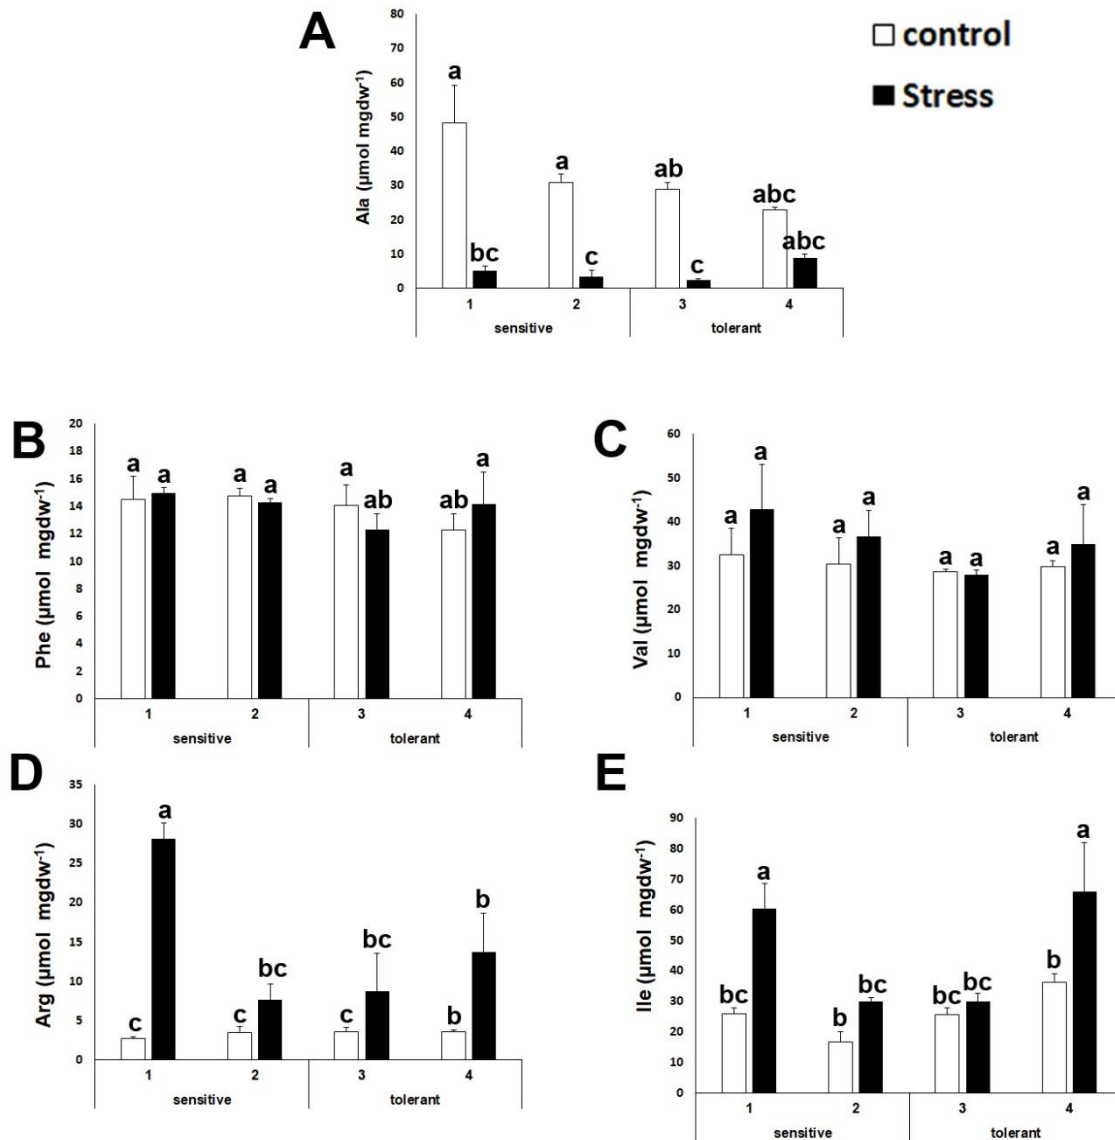 A
control
Stress
Ala (µmol mgdw⁻¹)
80
70
60
50
40
30
20
10
0
a
bc
a
c
ab
c
abc
abc
1
2
3
4
sensitive
tolerant
B
Phe (µmol mgdw⁻¹)
20
18
16
14
12
10
8
6
4
2
0
a
a
a
a
a
ab
ab
a
1
2
3
4
sensitive
tolerant
C
Val (µmol mgdw⁻¹)
60
50
40
30
20
10
0
a
a
a
a
a
a
a
a
1
2
3
4
sensitive
tolerant
D
Arg (µmol mgdw⁻¹)
35
30
25
20
15
10
5
0
c
a
c
bc
c
bc
b
b
1
2
3
4
sensitive
tolerant
E
Ile (µmol mgdw⁻¹)
90
80
70
60
50
40
30
20
10
0
bc
a
b
bc
bc
bc
b
a
1
2
3
4
sensitive
tolerant